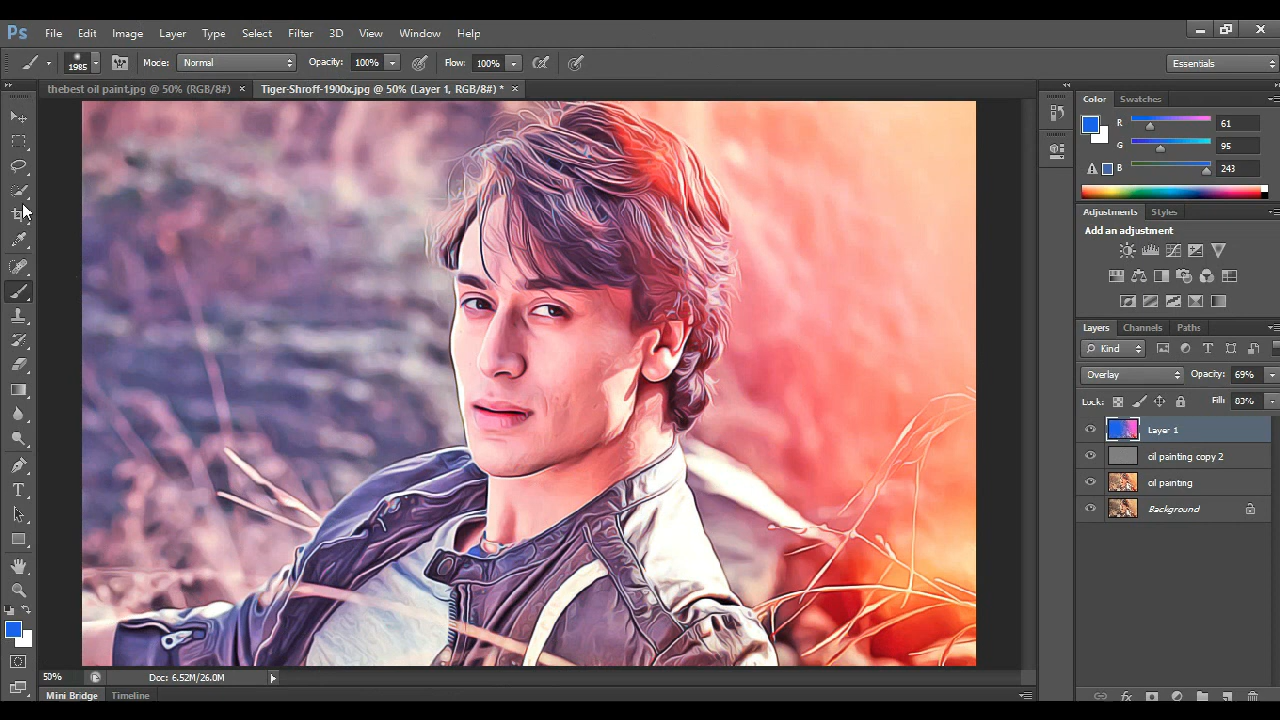 Ps File Edit Image Layer Type Select Filter 3D View Window Help
1985 Mode: Normal Opacity: 100% Flow: 100% Essentials
thebest oil paint.jpg @ 50% (RGB/8#) × Tiger-Shroff-1900x.jpg @ 50% (Layer 1, RGB/8#) * ×
Color Swatches
R 61
G 95
B 243
Adjustments Styles
Add an adjustment
Layers Channels Paths
Kind
Overlay Opacity: 69%
Lock: Fill: 83%
Layer 1
oil painting copy 2
oil painting
Background
50% Doc: 6.52M/26.0M
Mini Bridge Timeline